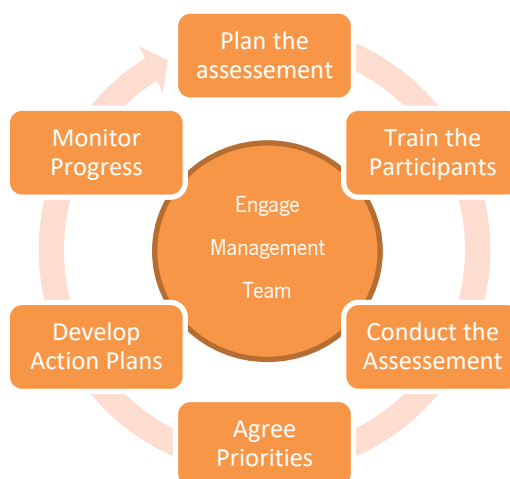 Plan the
assessement
Train the
Participants
Conduct the
Assessement
Agree
Priorities
Develop
Action Plans
Monitor
Progress
Engage
Management
Team